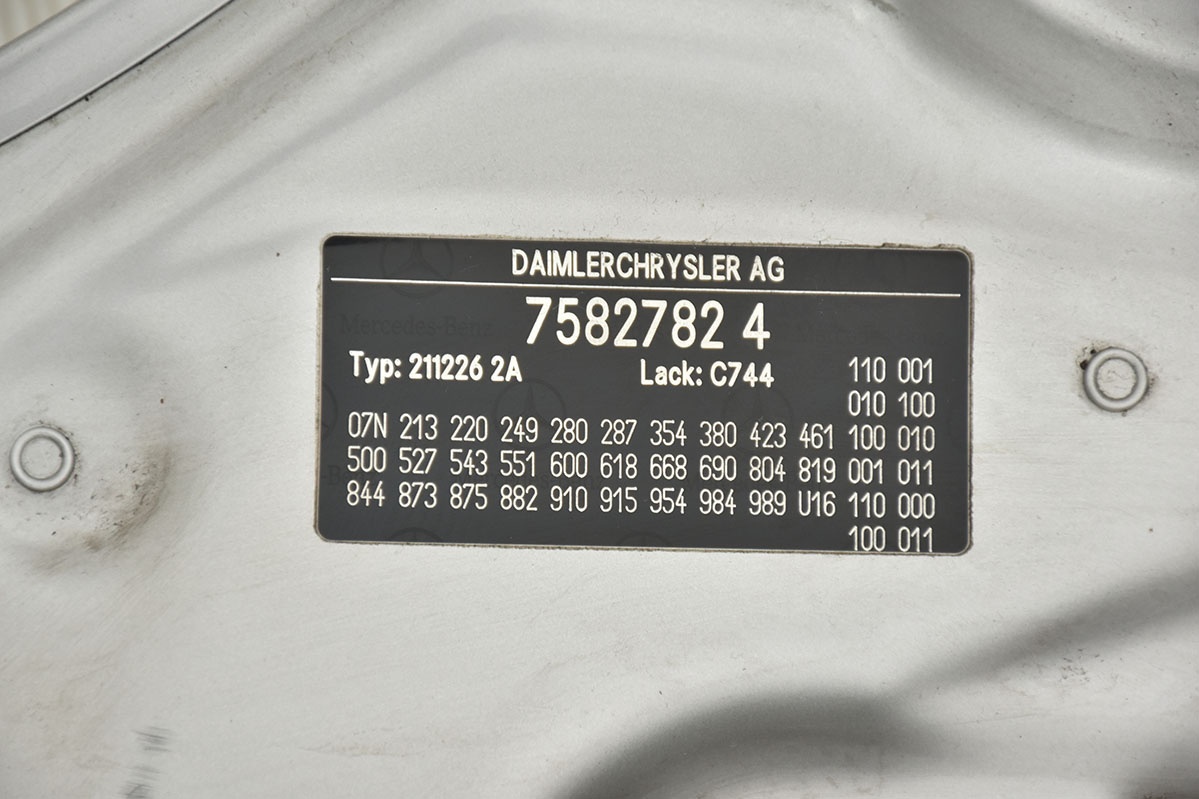 DAIMLERCHRYSLER AG
Mercedes-Benz
7582782 4
Typ: 211226 2A Lack: C744 110 001
010 100
07N 213 220 249 280 287 354 380 423 461 100 010
500 527 543 551 600 618 668 690 804 819 001 011
844 873 875 882 910 915 954 984 989 U16 110 000
100 011